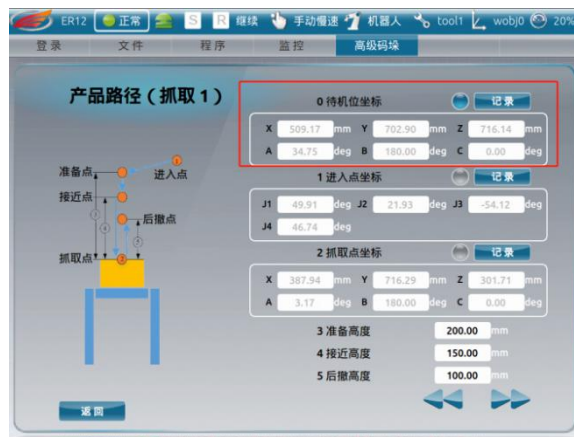 ER12 正常 S R 继续 手动慢速 机器人 tool1 wobj0 20%
登录 文件 程序 监控 高级码垛
产品路径（抓取1）
准备点
进入点
接近点
后撤点
抓取点
返回
0 待机位坐标 记录
X 509.17 mm Y 702.90 mm Z 716.14 mm
A 34.75 deg B 180.00 deg C 0.00 deg
1 进入点坐标 记录
J1 49.91 deg J2 21.93 deg J3 -54.12 deg
J4 46.74 deg
2 抓取点坐标 记录
X 387.94 mm Y 716.29 mm Z 301.71 mm
A 3.17 deg B 180.00 deg C 0.00 deg
3 准备高度 200.00 mm
4 接近高度 150.00 mm
5 后撤高度 100.00 mm